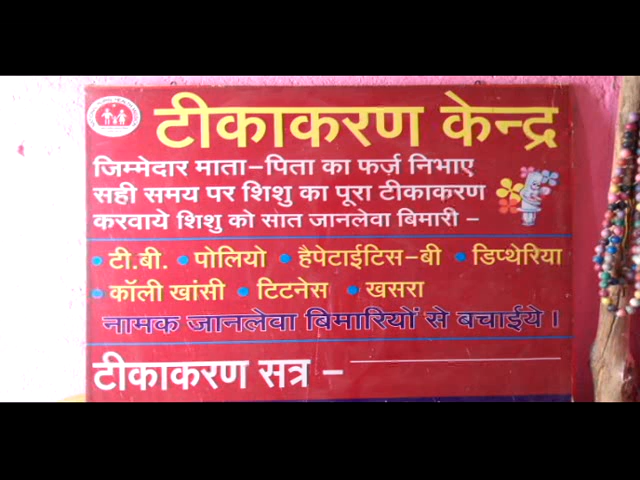 टीकाकरण केन्द्र
जिम्मेदार माता-पिता का फर्ज़ निभाए
सही समय पर शिशु का पूरा टीकाकरण
करवाये शिशु को सात जानलेवा बिमारी -
• टी.बी. • पोलियो • हैपेटाईटिस-बी • डिप्थेरिया
• कॉली खांसी • टिटनेस • खसरा
नामक जानलेवा बिमारियों से बचाईये ।
टीकाकरण सत्र -